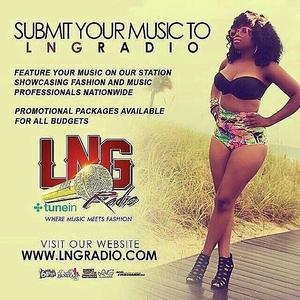 SUBMIT YOUR MUSIC TO
LNGRADIO
FEATURE YOUR MUSIC ON OUR STATION
SHOWCASING FASHION AND MUSIC
PROFESSIONALS NATIONWIDE
PROMOTIONAL PACKAGES AVAILABLE
FOR ALL BUDGETS
LNG
Radio
tunein
WHERE MUSIC MEETS FASHION
VISIT OUR WEBSITE
WWW.LNGRADIO.COM